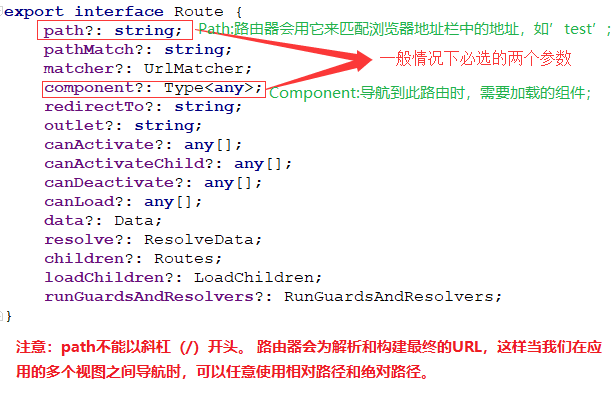 export interface Route {
path?: string; Path:路由器会用它来匹配浏览器地址栏中的地址，如’test’;
pathMatch?: string; 一般情况下必选的两个参数
matcher?: UrlMatcher;
component?: Type<any>; Component:导航到此路由时，需要加载的组件;
redirectTo?: string;
outlet?: string;
canActivate?: any[];
canActivateChild?: any[];
canDeactivate?: any[];
canLoad?: any[];
data?: Data;
resolve?: ResolveData;
children?: Routes;
loadChildren?: LoadChildren;
runGuardsAndResolvers?: RunGuardsAndResolvers;
}
注意：path不能以斜杠（/）开头。 路由器会为解析和构建最终的URL，这样当我们在应
用的多个视图之间导航时，可以任意使用相对路径和绝对路径。